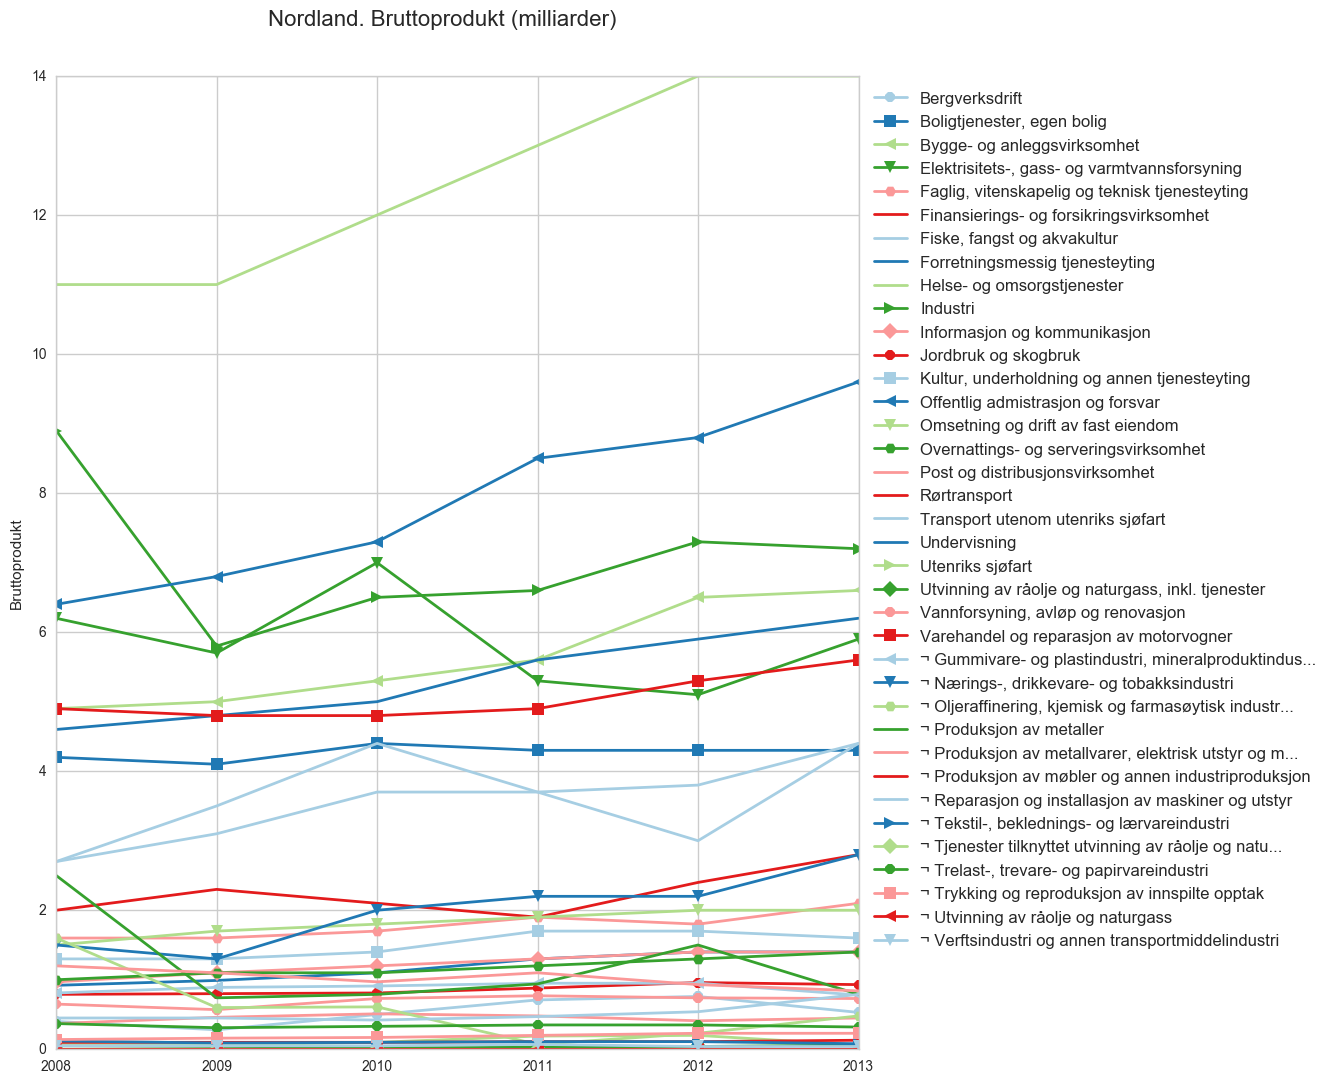 Nordland. Bruttoprodukt (milliarder)
14
12
10
8
6
4
2
0
Bruttoprodukt
2008
2009
2010
2011
2012
2013
Bergverksdrift
Boligtjenester, egen bolig
Bygge- og anleggsvirksomhet
Elektrisitets-, gass- og varmtvannsforsyning
Faglig, vitenskapelig og teknisk tjenesteyting
Finansierings- og forsikringsvirksomhet
Fiske, fangst og akvakultur
Forretningsmessig tjenesteyting
Helse- og omsorgstjenester
Industri
Informasjon og kommunikasjon
Jordbruk og skogbruk
Kultur, underholdning og annen tjenesteyting
Offentlig admistrasjon og forsvar
Omsetning og drift av fast eiendom
Overnattings- og serveringsvirksomhet
Post og distribusjonsvirksomhet
Rørtransport
Transport utenom utenriks sjøfart
Undervisning
Utenriks sjøfart
Utvinning av råolje og naturgass, inkl. tjenester
Vannforsyning, avløp og renovasjon
Varehandel og reparasjon av motorvogner
¬ Gummivare- og plastindustri, mineralproduktindus...
¬ Nærings-, drikkevare- og tobakksindustri
¬ Oljeraffinering, kjemisk og farmasøytisk industr...
¬ Produksjon av metaller
¬ Produksjon av metallvarer, elektrisk utstyr og m...
¬ Produksjon av møbler og annen industriproduksjon
¬ Reparasjon og installasjon av maskiner og utstyr
¬ Tekstil-, beklednings- og lærvareindustri
¬ Tjenester tilknyttet utvinning av råolje og natu...
¬ Trelast-, trevare- og papirvareindustri
¬ Trykking og reproduksjon av innspilte opptak
¬ Utvinning av råolje og naturgass
¬ Verftsindustri og annen transportmiddelindustri